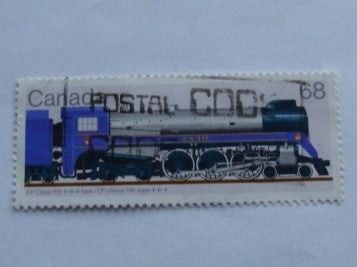 Canada 68
POSTAL COD
CP Class H1c 4-6-4 type / CP classe H1c type 4-6-4